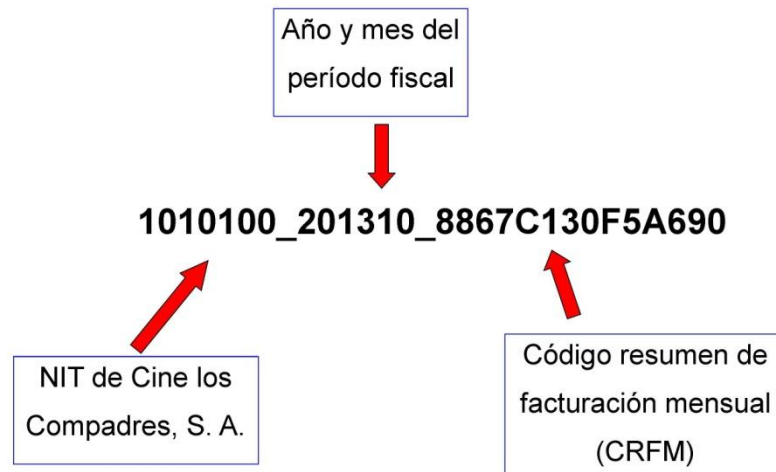 Año y mes del
período fiscal
1010100_201310_8867C130F5A690
NIT de Cine los
Compadres, S. A.
Código resumen de
facturación mensual
(CRFM)